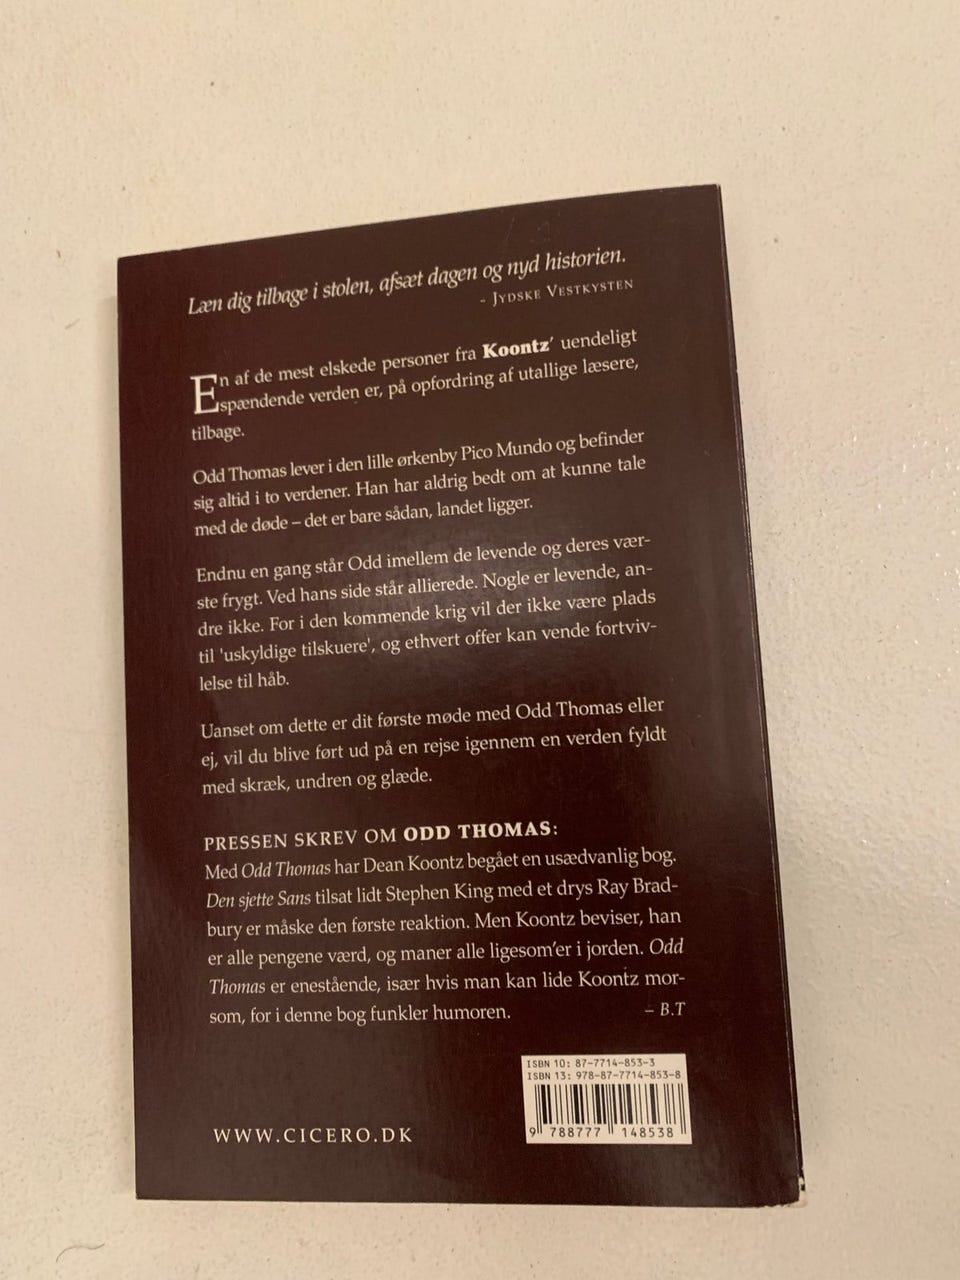 Læn dig tilbage i stolen, afsæt dagen og nyd historien.
- Jydske Vestkysten
En af de mest elskede personer fra Koontz' uendeligt
spændende verden er, på opfordring af utallige læsere,
tilbage.
Odd Thomas lever i den lille ørkenby Pico Mundo og befinder
sig altid i to verdener. Han har aldrig bedt om at kunne tale
med de døde – det er bare sådan, landet ligger.
Endnu en gang står Odd imellem de levende og deres vær-
ste frygt. Ved hans side står allierede. Nogle er levende, an-
dre ikke. For i den kommende krig vil der ikke være plads
til 'uskyldige tilskuere', og ethvert offer kan vende fortviv-
lelse til håb.
Uanset om dette er dit første møde med Odd Thomas eller
ej, vil du blive ført ud på en rejse igennem en verden fyldt
med skræk, undren og glæde.
PRESSEN SKREV OM ODD THOMAS:
Med Odd Thomas har Dean Koontz begået en usædvanlig bog.
Den sjette Sans tilsat lidt Stephen King med et drys Ray Brad-
bury er måske den første reaktion. Men Koontz beviser, han
er alle pengene værd, og maner alle ligesom'er i jorden. Odd
Thomas er enestående, især hvis man kan lide Koontz mor-
som, for i denne bog funkler humoren.
– B.T
ISBN 10: 87-7714-853-3
ISBN 13: 978-87-7714-853-8
9 788777 148538
WWW.CICERO.DK